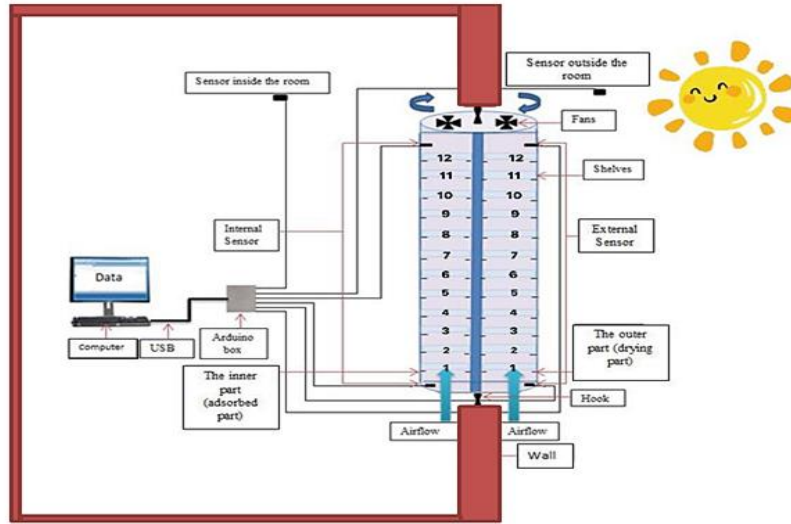 Sensor inside the room
Sensor outside the
room
Fans
Shelves
12 12
11 11
10 10
9 9
8 8
7 7
6 6
5 5
4 4
3 3
2 2
1 1
Internal
Sensor
External
Sensor
Data
Computer
USB
Arduino
box
The outer
part (drying
part)
The inner
part
(adsorbed
part)
Hook
Airflow
Airflow
Wall